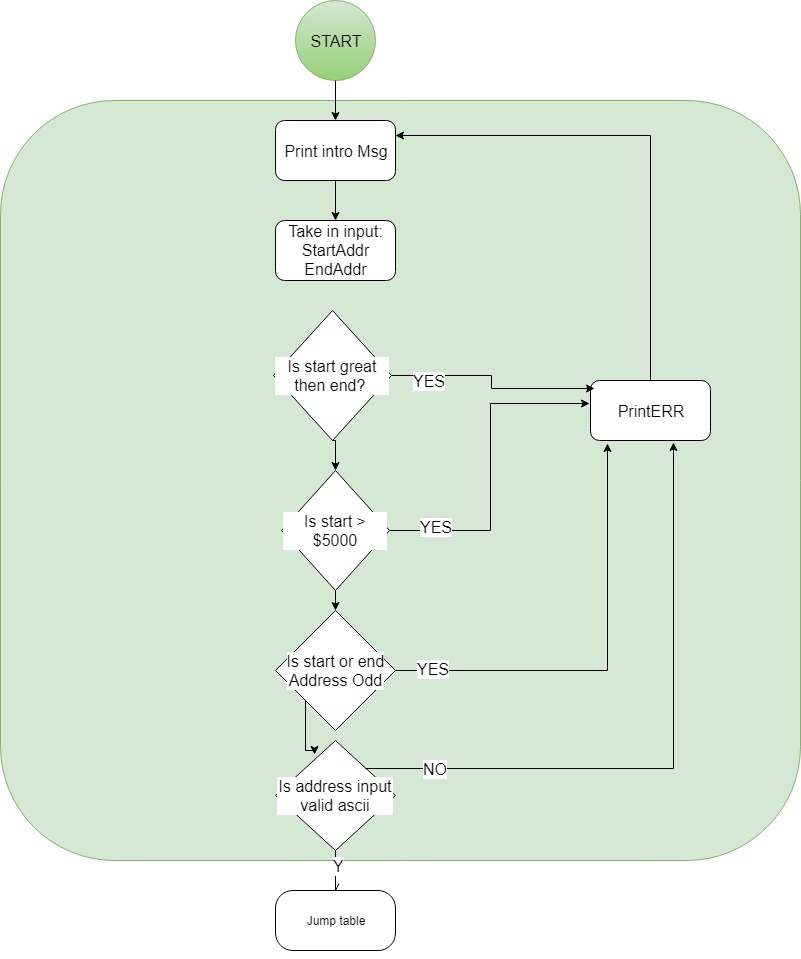 START
Print intro Msg
Take in input:
StartAddr
EndAddr
Is start great
then end?
YES
PrintERR
Is start >
$5000
YES
Is start or end
Address Odd
YES
NO
Is address input
valid ascii
Y
Jump table